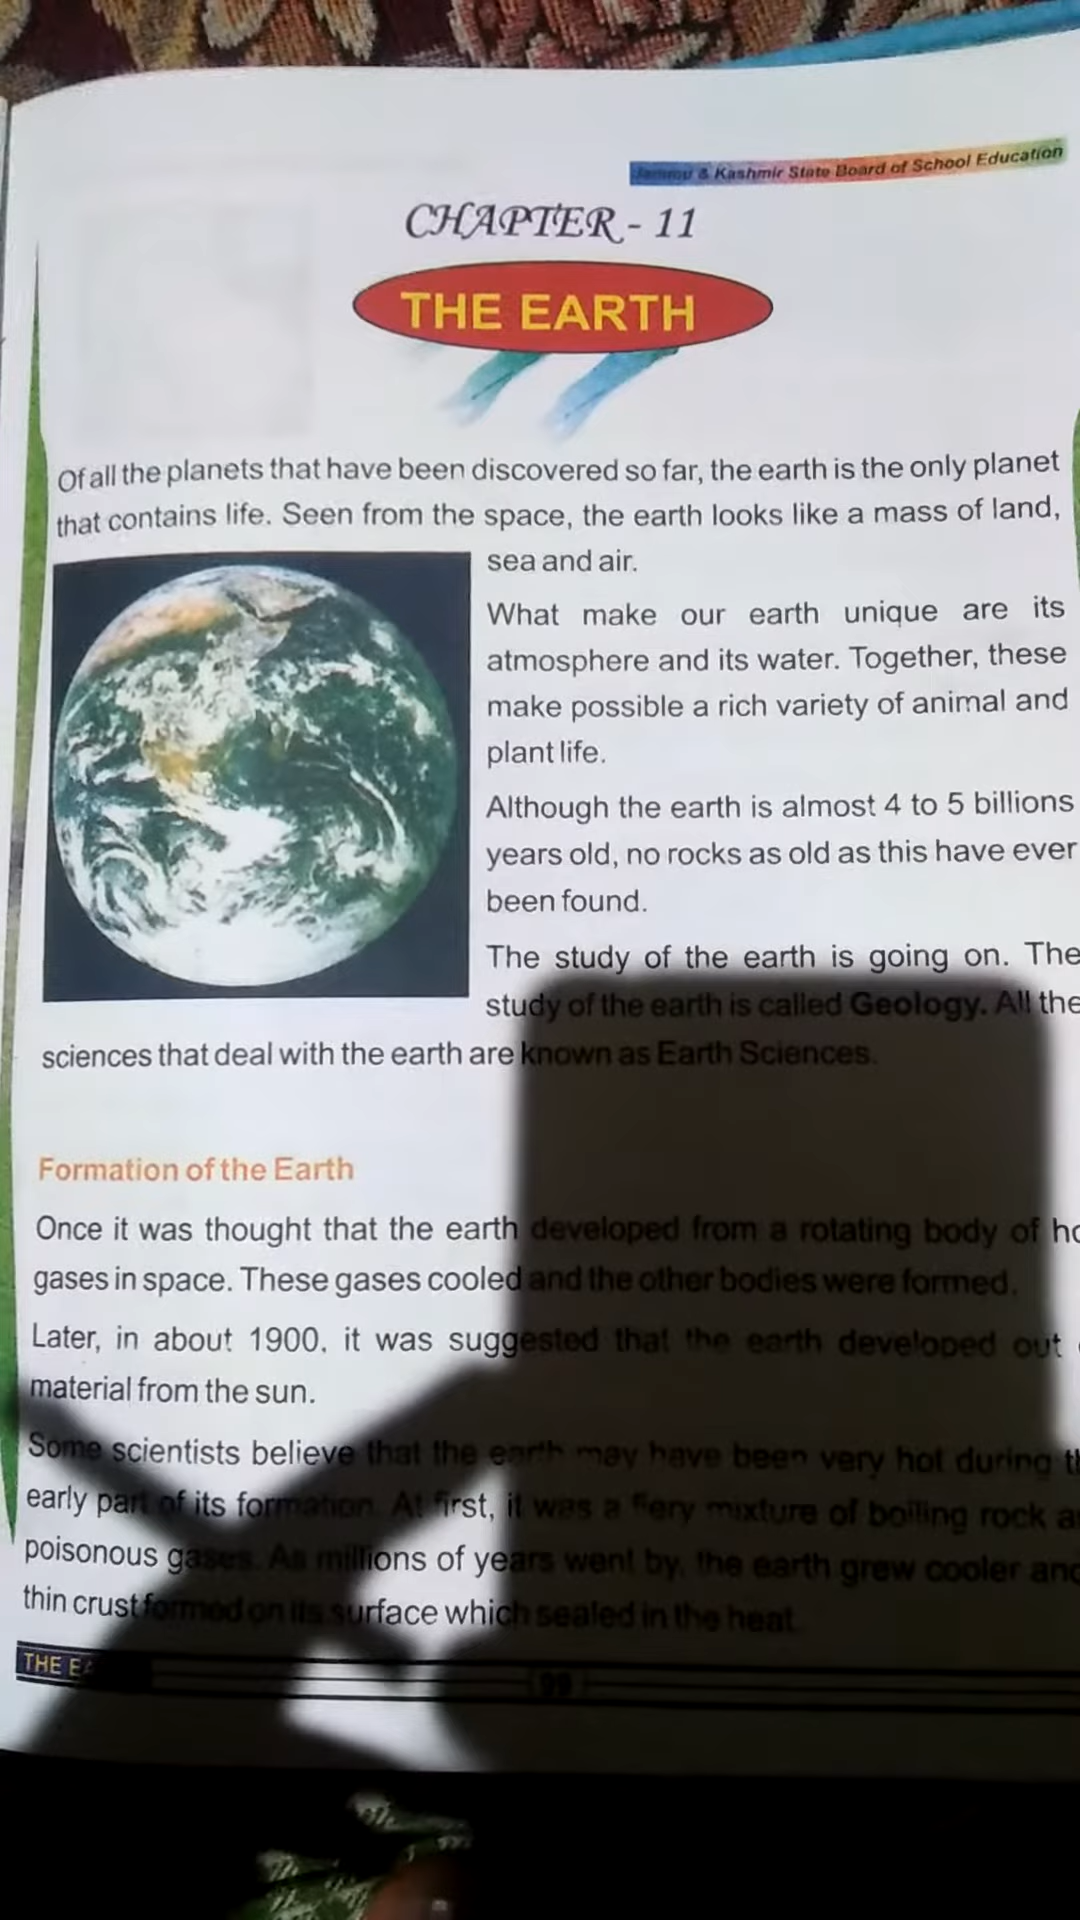 Jammu & Kashmir State Board of School Education
CHAPTER - 11
THE EARTH
Of all the planets that have been discovered so far, the earth is the only planet
that contains life. Seen from the space, the earth looks like a mass of land,
sea and air.
What make our earth unique are its
atmosphere and its water. Together, these
make possible a rich variety of animal and
plant life.
Although the earth is almost 4 to 5 billions
years old, no rocks as old as this have ever
been found.
The study of the earth is going on. The
study of the earth is called Geology. All the
sciences that deal with the earth are known as Earth Sciences.
Formation of the Earth
Once it was thought that the earth developed from a rotating body of
gases in space. These gases cooled and the other bodies were formed.
Later, in about 1900, it was suggested that the earth developed out
material from the sun.
Some scientists believe that the earth may have been very hot during
early part of its formation. At first, it was a fiery mixture of boiling rock
poisonous gases. As millions of years went by, the earth grew cooler and
thin crust formed on its surface which sealed in the heat.
THE
99